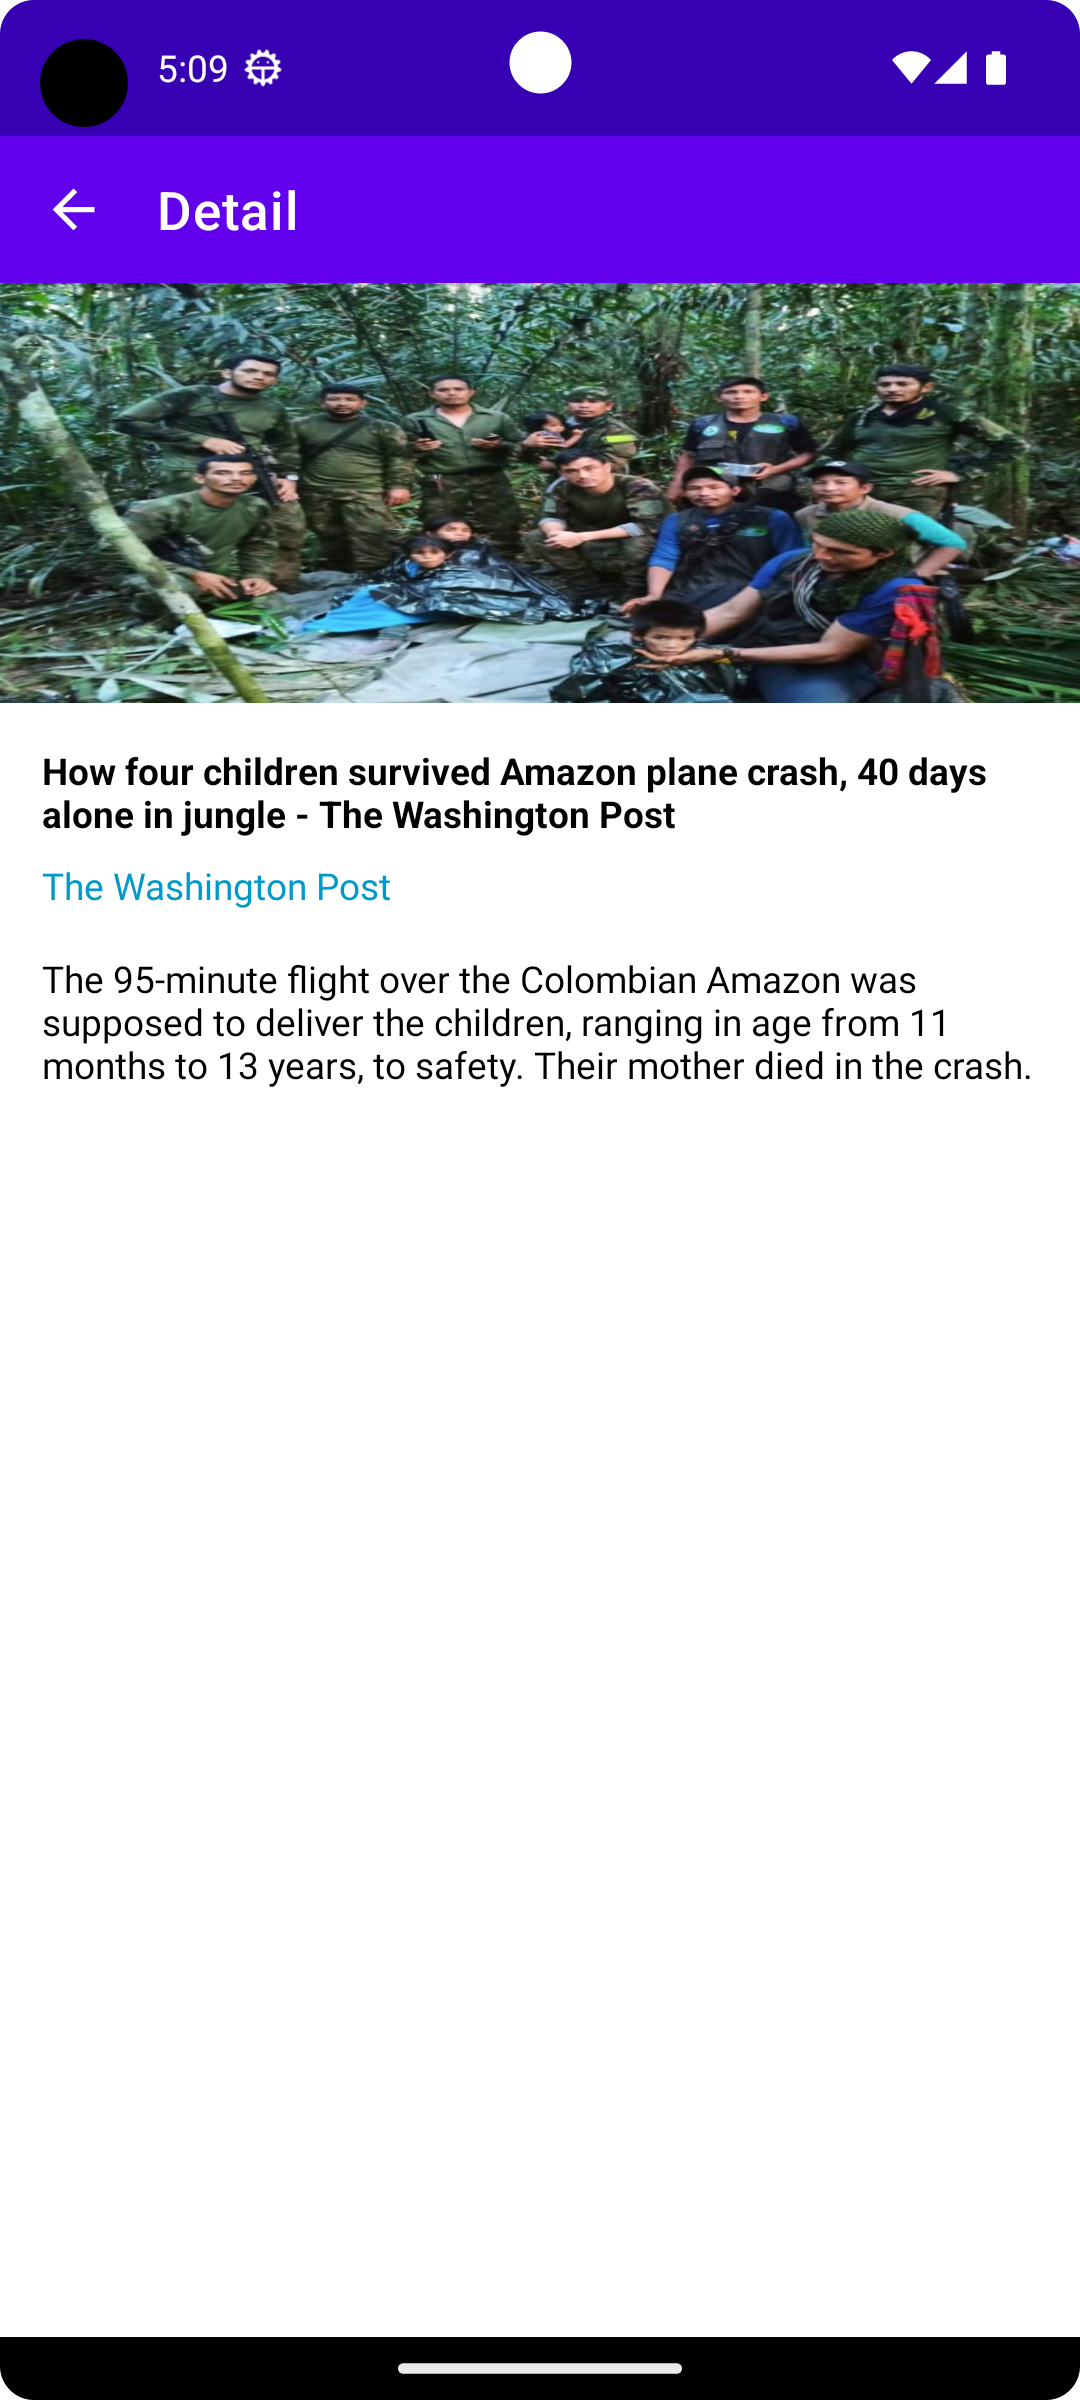 5:09
Detail
How four children survived Amazon plane crash, 40 days
alone in jungle - The Washington Post
The Washington Post
The 95-minute flight over the Colombian Amazon was
supposed to deliver the children, ranging in age from 11
months to 13 years, to safety. Their mother died in the crash.